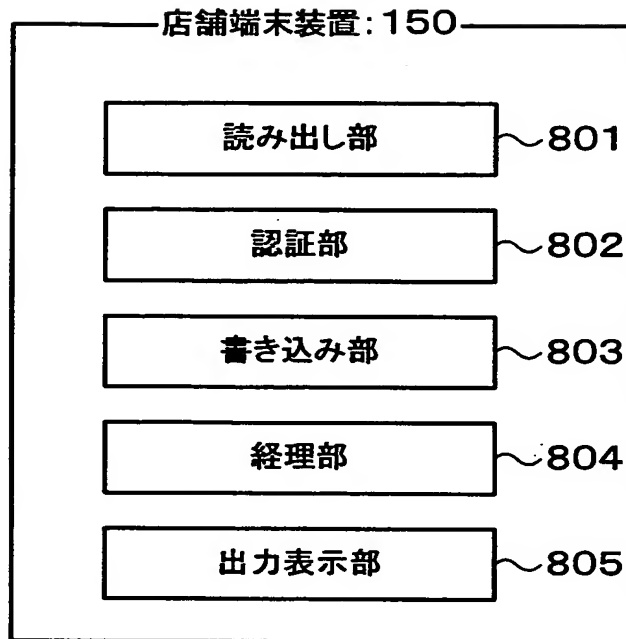 店舗端末装置:150
読み出し部 801
認証部 802
書き込み部 803
経理部 804
出力表示部 805